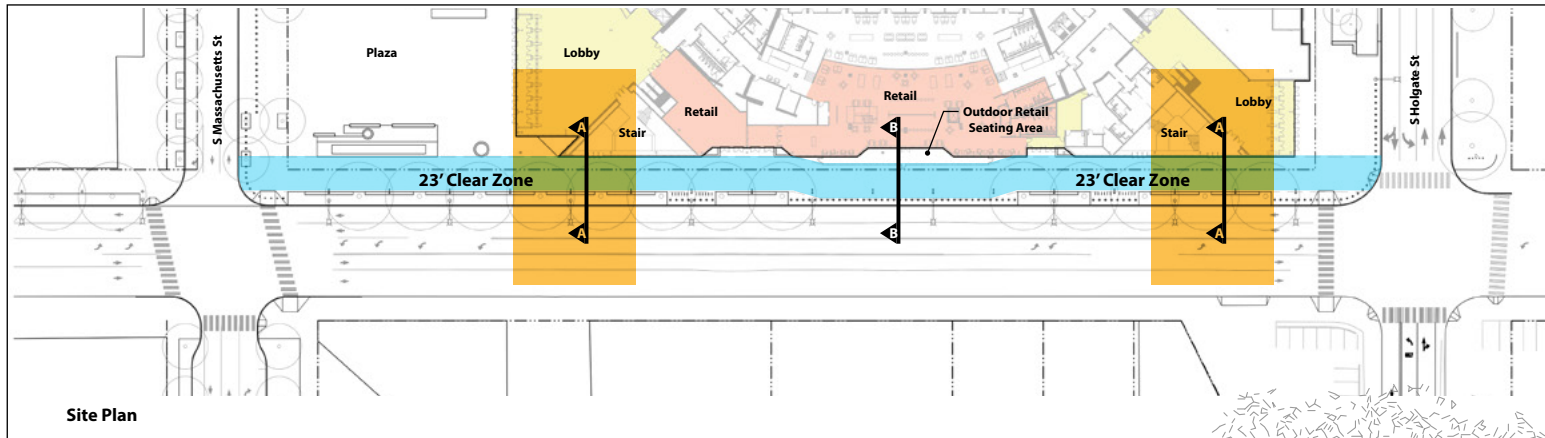 S Massachusetts St
Plaza
Lobby
Retail
Stair
A
A
Retail
Outdoor Retail
Seating Area
B
B
Stair
Lobby
A
A
S Holgate St
23’ Clear Zone
23’ Clear Zone
Site Plan